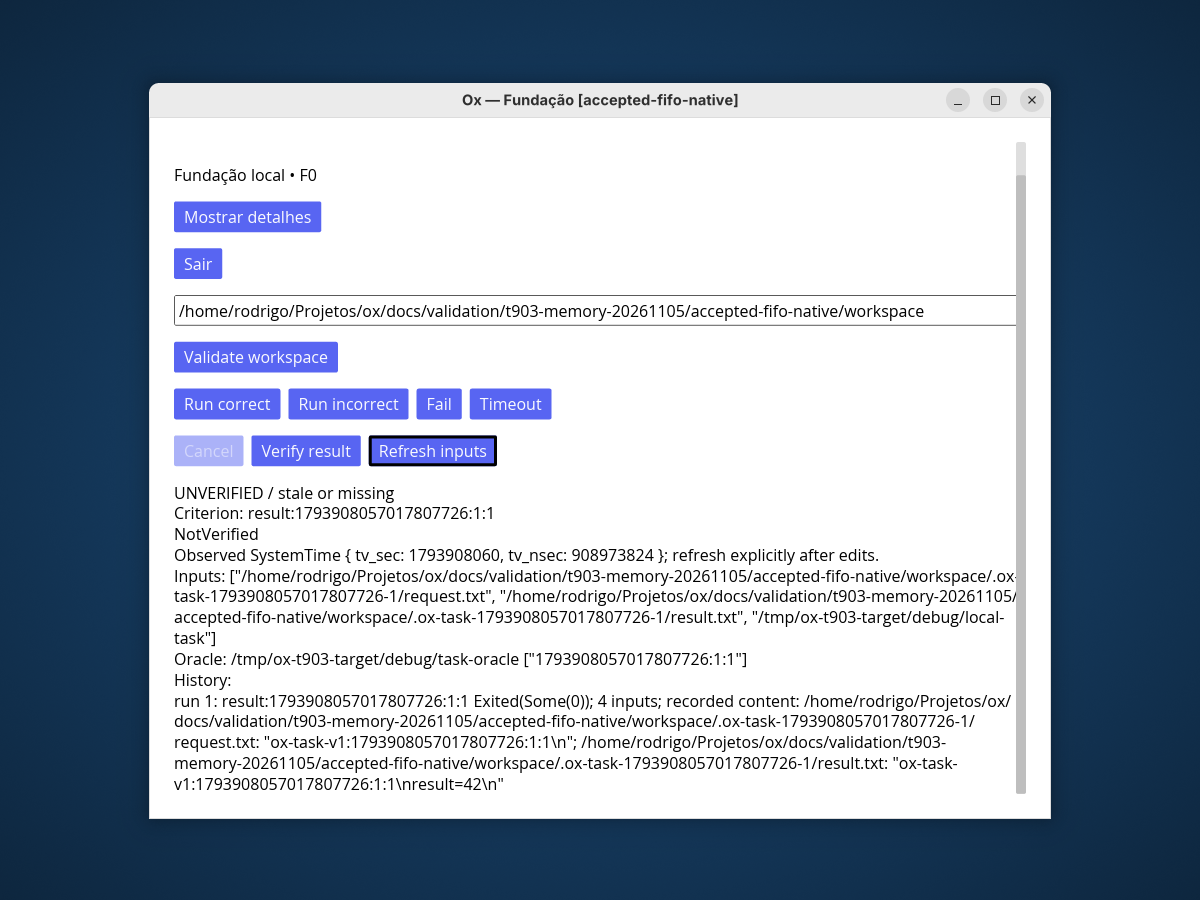 Ox — Fundação [accepted-fifo-native]
Fundação local • F0
Mostrar detalhes
Sair
/home/rodrigo/Projetos/ox/docs/validation/t903-memory-20261105/accepted-fifo-native/workspace
Validate workspace
Run correct Run incorrect Fail Timeout
Cancel Verify result Refresh inputs
UNVERIFIED / stale or missing
Criterion: result:1793908057017807726:1:1
NotVerified
Observed SystemTime { tv_sec: 1793908060, tv_nsec: 908973824 }; refresh explicitly after edits.
Inputs: ["/home/rodrigo/Projetos/ox/docs/validation/t903-memory-20261105/accepted-fifo-native/workspace/.ox-
task-1793908057017807726-1/request.txt", "/home/rodrigo/Projetos/ox/docs/validation/t903-memory-20261105/
accepted-fifo-native/workspace/.ox-task-1793908057017807726-1/result.txt", "/tmp/ox-t903-target/debug/local-
task"]
Oracle: /tmp/ox-t903-target/debug/task-oracle ["1793908057017807726:1:1"]
History:
run 1: result:1793908057017807726:1:1 Exited(Some(0)); 4 inputs; recorded content: /home/rodrigo/Projetos/ox/
docs/validation/t903-memory-20261105/accepted-fifo-native/workspace/.ox-task-1793908057017807726-1/
request.txt: "ox-task-v1:1793908057017807726:1:1\n"; /home/rodrigo/Projetos/ox/docs/validation/t903-
memory-20261105/accepted-fifo-native/workspace/.ox-task-1793908057017807726-1/result.txt: "ox-task-
v1:1793908057017807726:1:1\nresult=42\n"